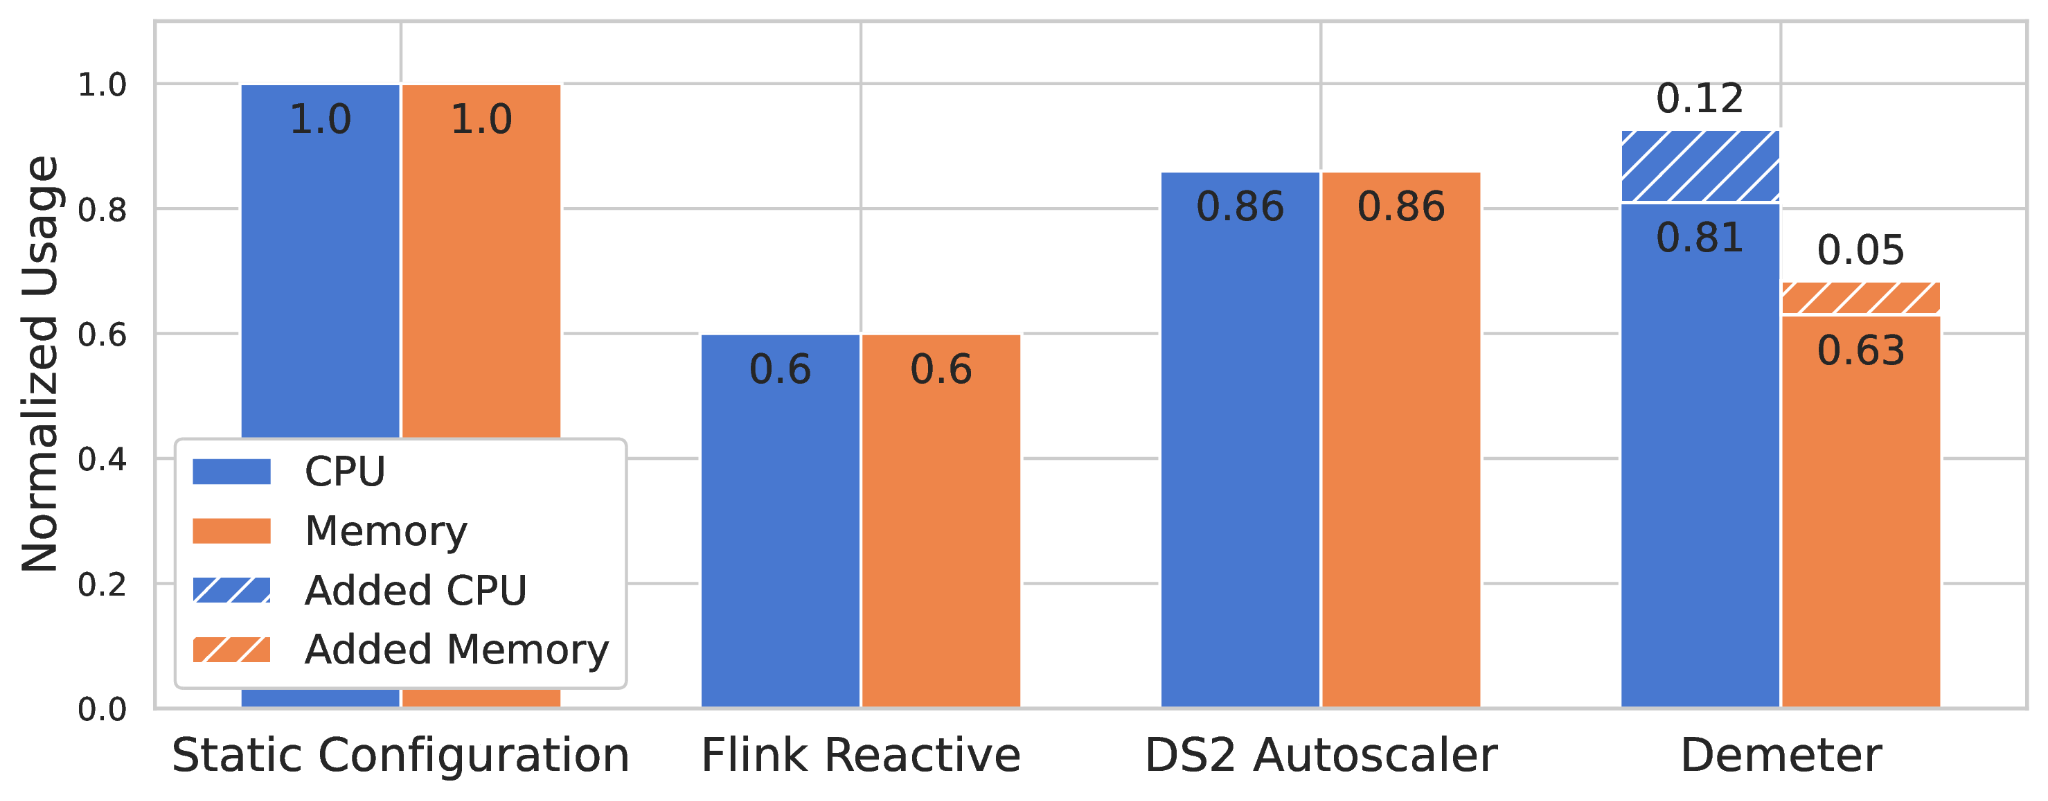 Normalized Usage
1.0
0.8
0.6
0.4
0.2
0.0
1.0 1.0
0.6 0.6
0.86 0.86
0.12
0.81
0.05
0.63
CPU
Memory
Added CPU
Added Memory
Static Configuration Flink Reactive DS2 Autoscaler Demeter